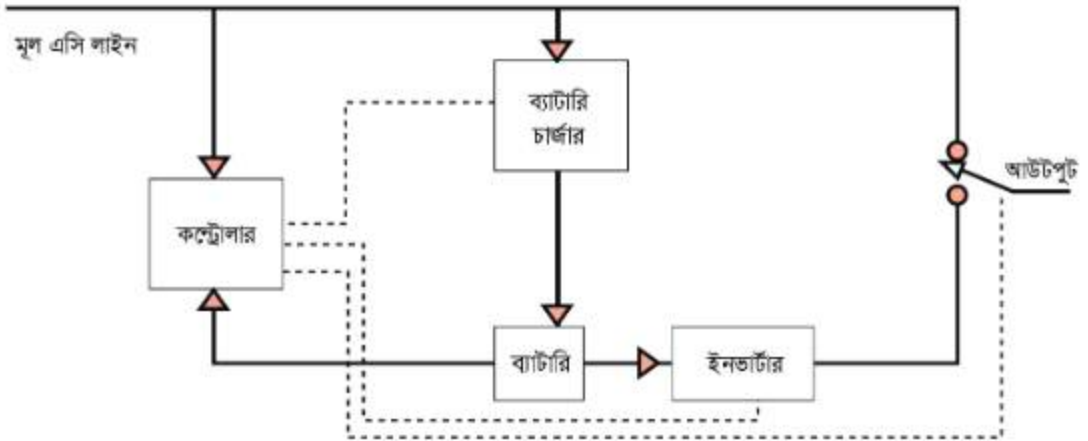 মূল এসি লাইন
ব্যাটারি
চার্জার
আউটপুট
কন্ট্রোলার
ব্যাটারি
ইনভার্টার